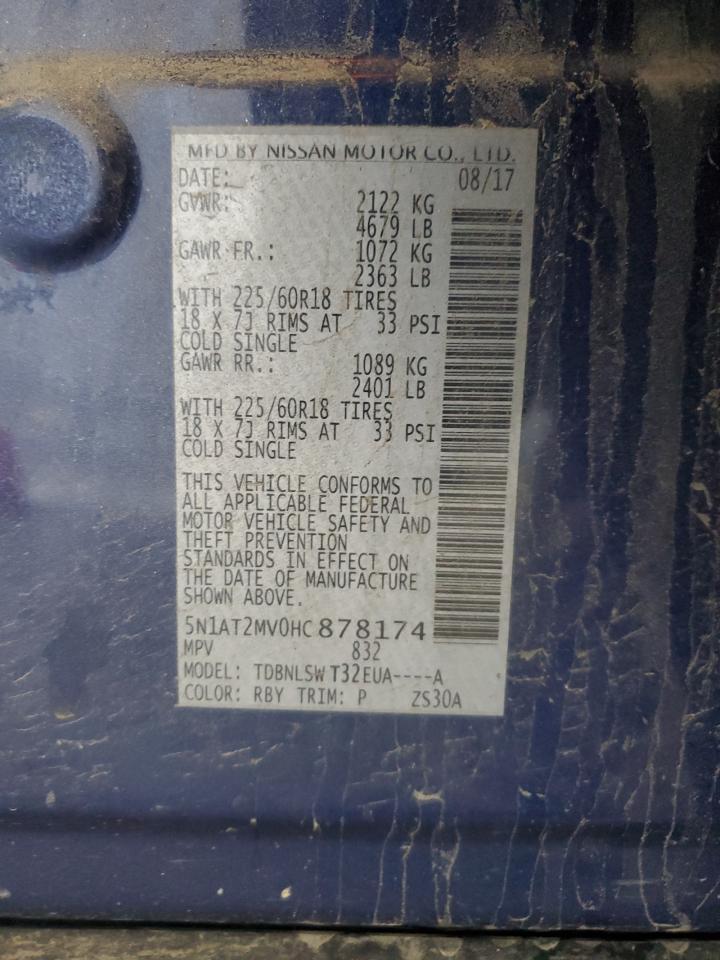 MFD BY NISSAN MOTOR CO., LTD.
DATE: 08/17
GVWR: 2122 KG
4679 LB
GAWR FR.: 1072 KG
2363 LB
WITH 225/60R18 TIRES
18 X 7J RIMS AT 33 PSI
COLD SINGLE
GAWR RR.: 1089 KG
2401 LB
WITH 225/60R18 TIRES
18 X 7J RIMS AT 33 PSI
COLD SINGLE
THIS VEHICLE CONFORMS TO
ALL APPLICABLE FEDERAL
MOTOR VEHICLE SAFETY AND
THEFT PREVENTION
STANDARDS IN EFFECT ON
THE DATE OF MANUFACTURE
SHOWN ABOVE.
5N1AT2MV0HC878174
MPV 832
MODEL: TDBNLSW T32EUA----A
COLOR: RBY TRIM: P ZS30A